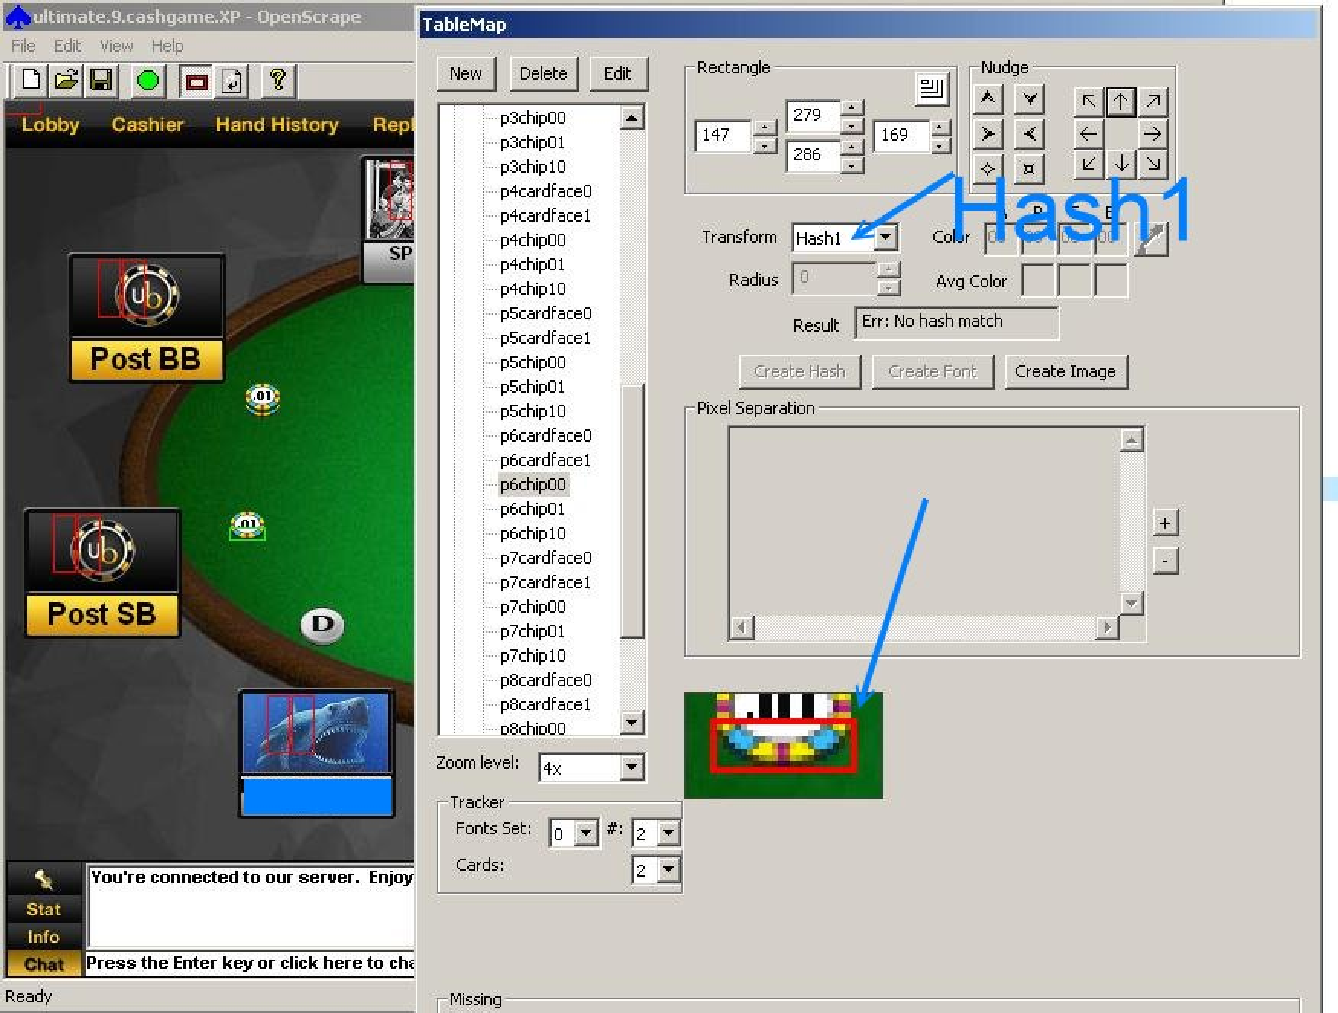 ultimate.9.cashgame.XP - OpenScrape
File Edit View Help
Lobby Cashier Hand History Repl
SP
ub
Post BB
.01
.01
ub
Post SB
D
Stat
Info
Chat
You're connected to our server. Enjoy
Press the Enter key or click here to cha
Ready
TableMap
New Delete Edit
p3chip00
p3chip01
p3chip10
p4cardface0
p4cardface1
p4chip00
p4chip01
p4chip10
p5cardface0
p5cardface1
p5chip00
p5chip01
p5chip10
p6cardface0
p6cardface1
p6chip00
p6chip01
p6chip10
p7cardface0
p7cardface1
p7chip00
p7chip01
p7chip10
p8cardface0
p8cardface1
p8chip00
Zoom level: 4x
Tracker
Fonts Set: 0 #: 2
Cards: 2
Rectangle
279
147 169
286
Nudge
Hash1
Transform Hash1 Color
Radius 0 Avg Color
Result Err: No hash match
Create Hash Create Font Create Image
Pixel Separation
+
-
Missing